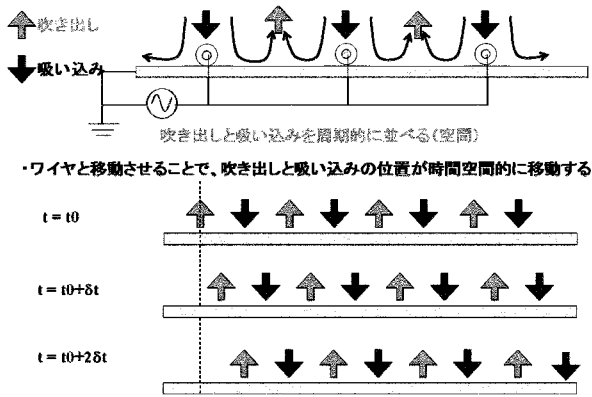 吹き出し
吸い込み
吹き出しと吸い込みを周期的に並べる(空間)
・ワイヤと移動させることで、吹き出しと吸い込みの位置が時間空間的に移動する
t = t0
t = t0+δt
t = t0+2δt